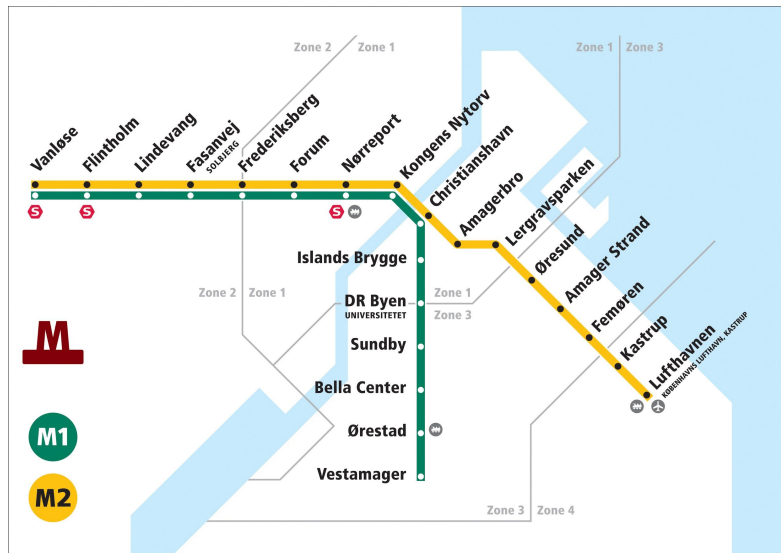 Zone 2 Zone 1
Zone 1 Zone 3
Vanløse
Flintholm
Lindevang
Fasanvej
SOLBJERG
Frederiksberg
Forum
Nørreport
Kongens Nytorv
Christianshavn
Amagerbro
Lergravsparken
Øresund
Amager Strand
Femøren
Kastrup
Lufthavnen
KØBENHAVNS LUFTHAVN, KASTRUP
S
S
S
Islands Brygge
Zone 2 Zone 1
DR Byen
UNIVERSITETET
Zone 1
Zone 3
Sundby
Bella Center
Ørestad
Vestamager
M
M1
M2
Zone 3 Zone 4